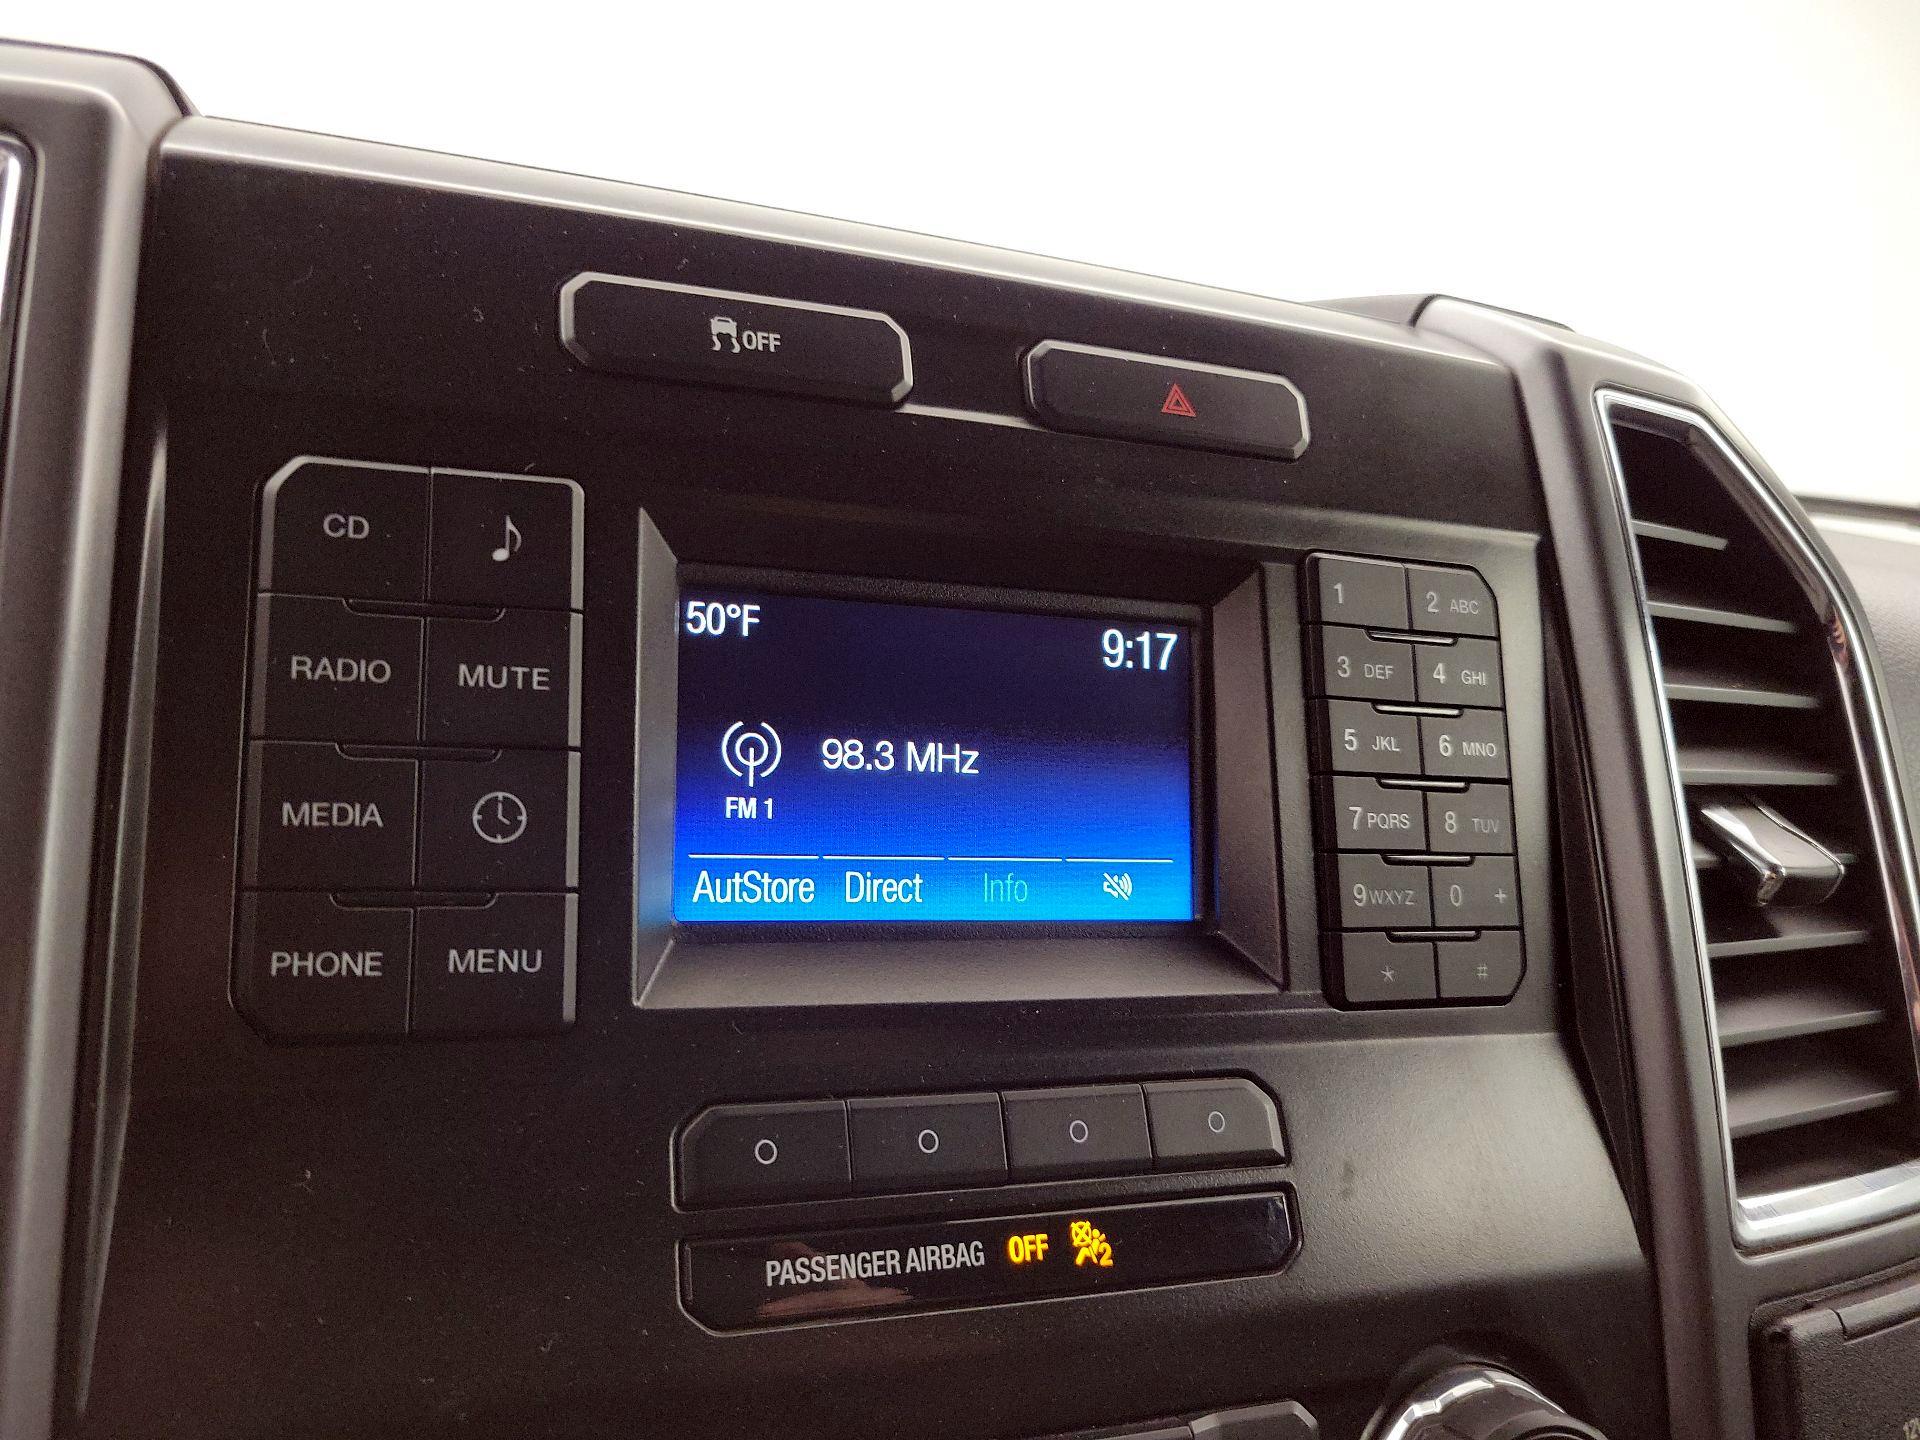 OFF
CD
RADIO MUTE
MEDIA
PHONE MENU
50°F 9:17
98.3 MHz
FM 1
AutStore Direct Info
1 2 ABC
3 DEF 4 GHI
5 JKL 6 MNO
7 PQRS 8 TUV
9 WXYZ 0 +
* #
PASSENGER AIRBAG OFF 2